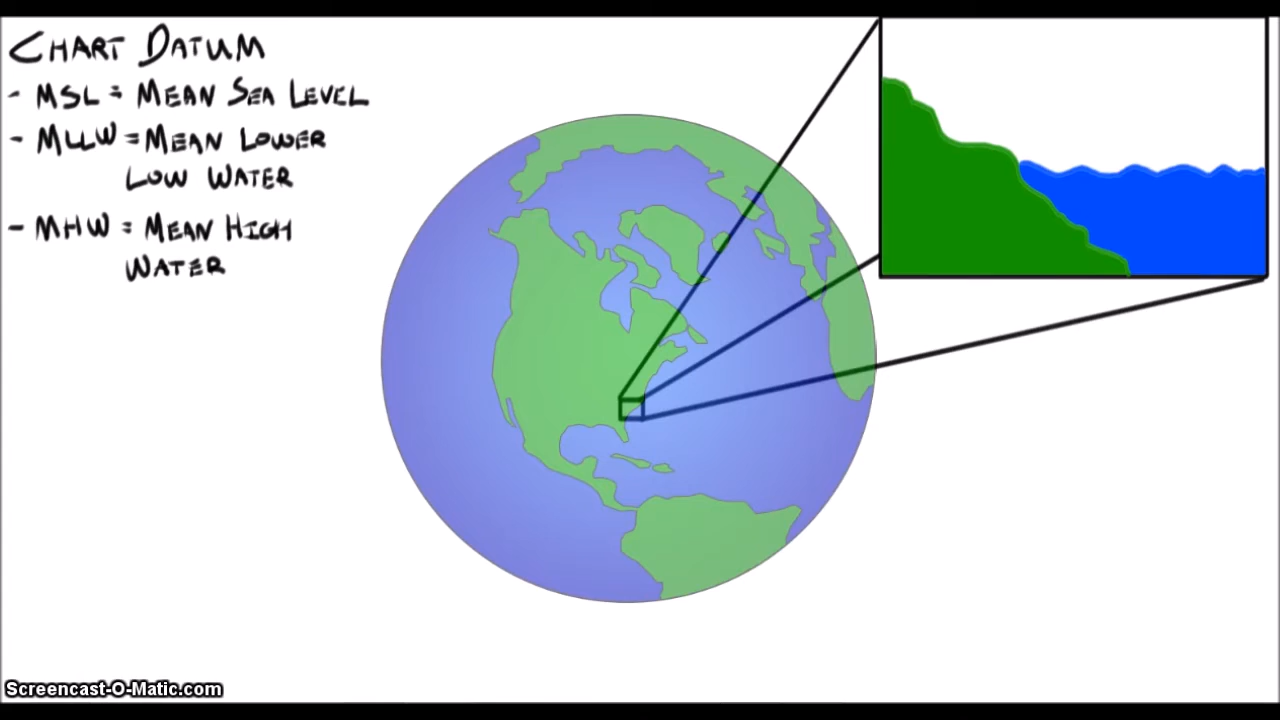 CHART DATUM
- MSL = MEAN SEA LEVEL
- MLLW = MEAN LOWER
LOW WATER
- MHW = MEAN HIGH
WATER
Screencast-O-Matic.com